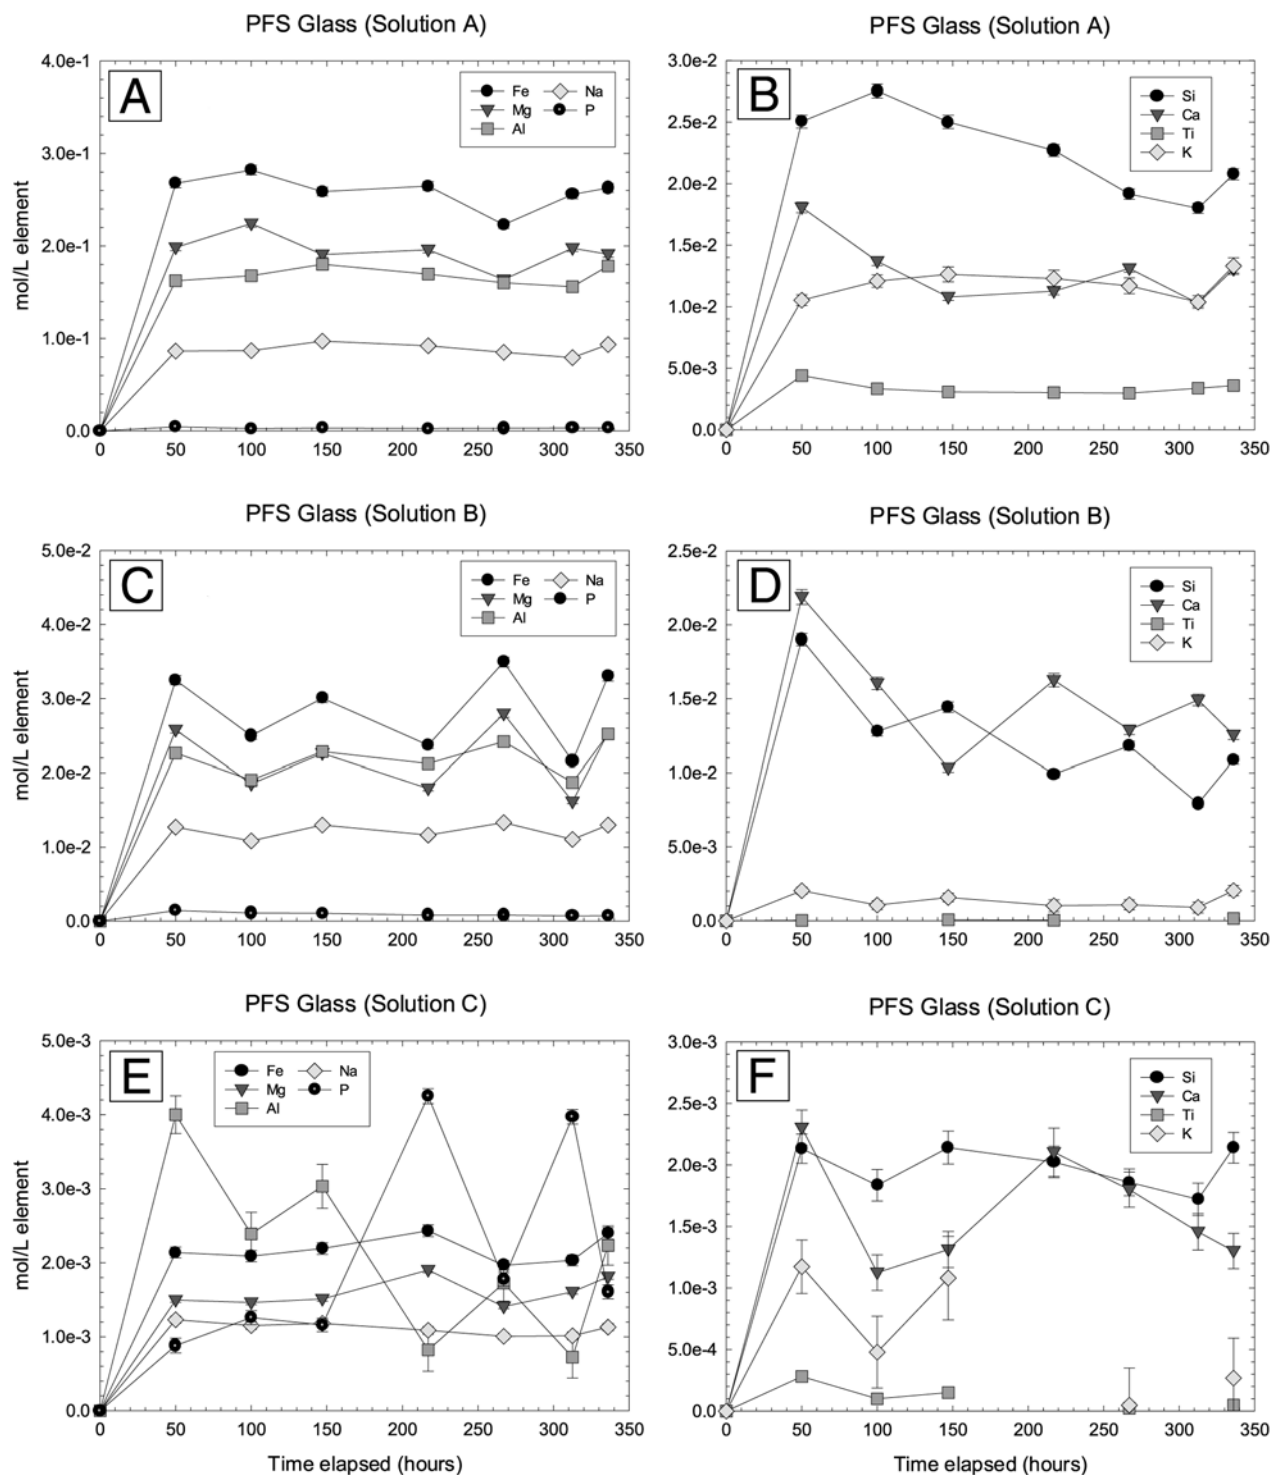 PFS Glass (Solution A)
A
Fe Na
Mg P
Al
4.0e-1
3.0e-1
2.0e-1
1.0e-1
0.0
mol/L element
0 50 100 150 200 250 300 350
PFS Glass (Solution A)
B
Si
Ca
Ti
K
3.0e-2
2.5e-2
2.0e-2
1.5e-2
1.0e-2
5.0e-3
0.0
0 50 100 150 200 250 300 350
PFS Glass (Solution B)
C
Fe Na
Mg P
Al
5.0e-2
4.0e-2
3.0e-2
2.0e-2
1.0e-2
0.0
mol/L element
0 50 100 150 200 250 300 350
PFS Glass (Solution B)
D
Si
Ca
Ti
K
2.5e-2
2.0e-2
1.5e-2
1.0e-2
5.0e-3
0.0
0 50 100 150 200 250 300 350
PFS Glass (Solution C)
E
Fe Na
Mg P
Al
5.0e-3
4.0e-3
3.0e-3
2.0e-3
1.0e-3
0.0
mol/L element
0 50 100 150 200 250 300 350
Time elapsed (hours)
PFS Glass (Solution C)
F
Si
Ca
Ti
K
3.0e-3
2.5e-3
2.0e-3
1.5e-3
1.0e-3
5.0e-4
0.0
0 50 100 150 200 250 300 350
Time elapsed (hours)